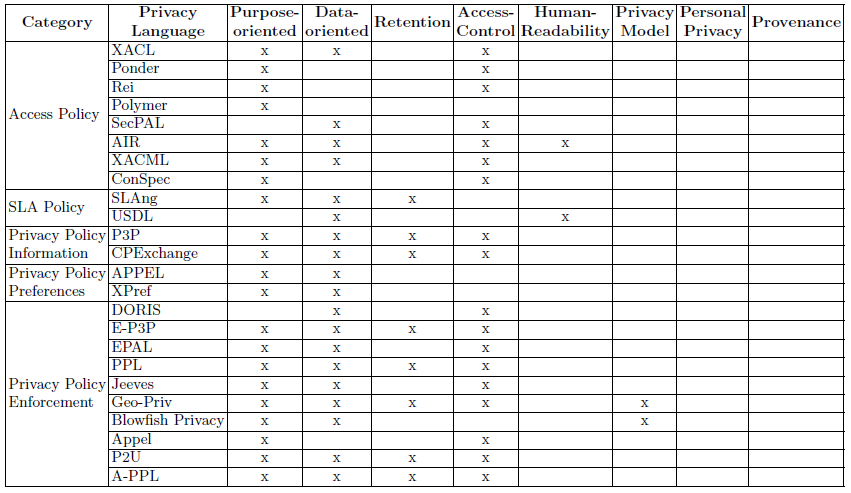 Category Privacy Language Purpose-oriented Data-oriented Retention Access-Control Human-Readability Privacy Model Personal Privacy Provenance
Access Policy
XACL x x x
Ponder x x
Rei x x
Polymer x
SecPAL x x
AIR x x x x
XACML x x x
ConSpec x x
SLA Policy
SLAng x x x
USDL x x
Privacy Policy Information
P3P x x x x
CPExchange x x x x
Privacy Policy Preferences
APPEL x x
XPref x x
Privacy Policy Enforcement
DORIS x x
E-P3P x x x x
EPAL x x x
PPL x x x x
Jeeves x x x
Geo-Priv x x x x x
Blowfish Privacy x x x
Appel x x
P2U x x x x
A-PPL x x x x